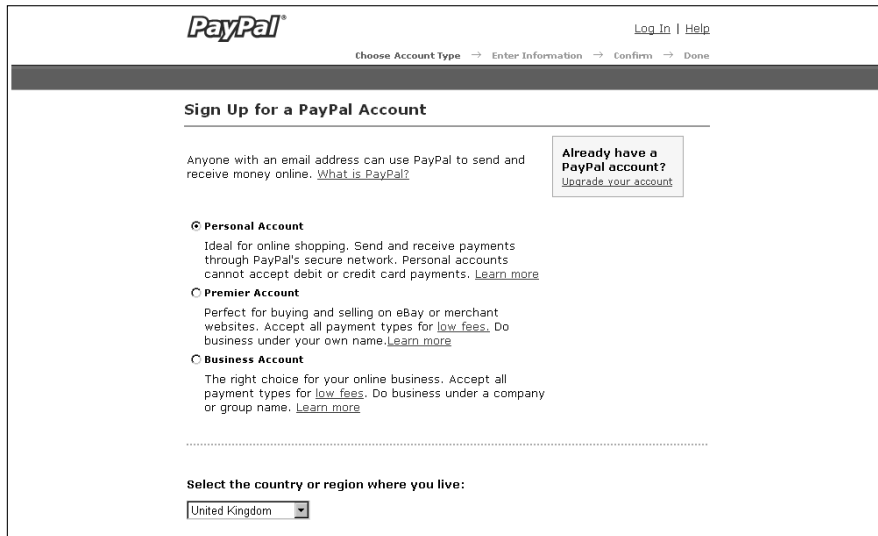 PayPal®
Log In | Help
Choose Account Type → Enter Information → Confirm → Done
Sign Up for a PayPal Account
Anyone with an email address can use PayPal to send and
receive money online. What is PayPal?
Already have a
PayPal account?
Upgrade your account
Personal Account
Ideal for online shopping. Send and receive payments
through PayPal's secure network. Personal accounts
cannot accept debit or credit card payments. Learn more
Premier Account
Perfect for buying and selling on eBay or merchant
websites. Accept all payment types for low fees. Do
business under your own name.Learn more
Business Account
The right choice for your online business. Accept all
payment types for low fees. Do business under a company
or group name. Learn more
Select the country or region where you live:
United Kingdom